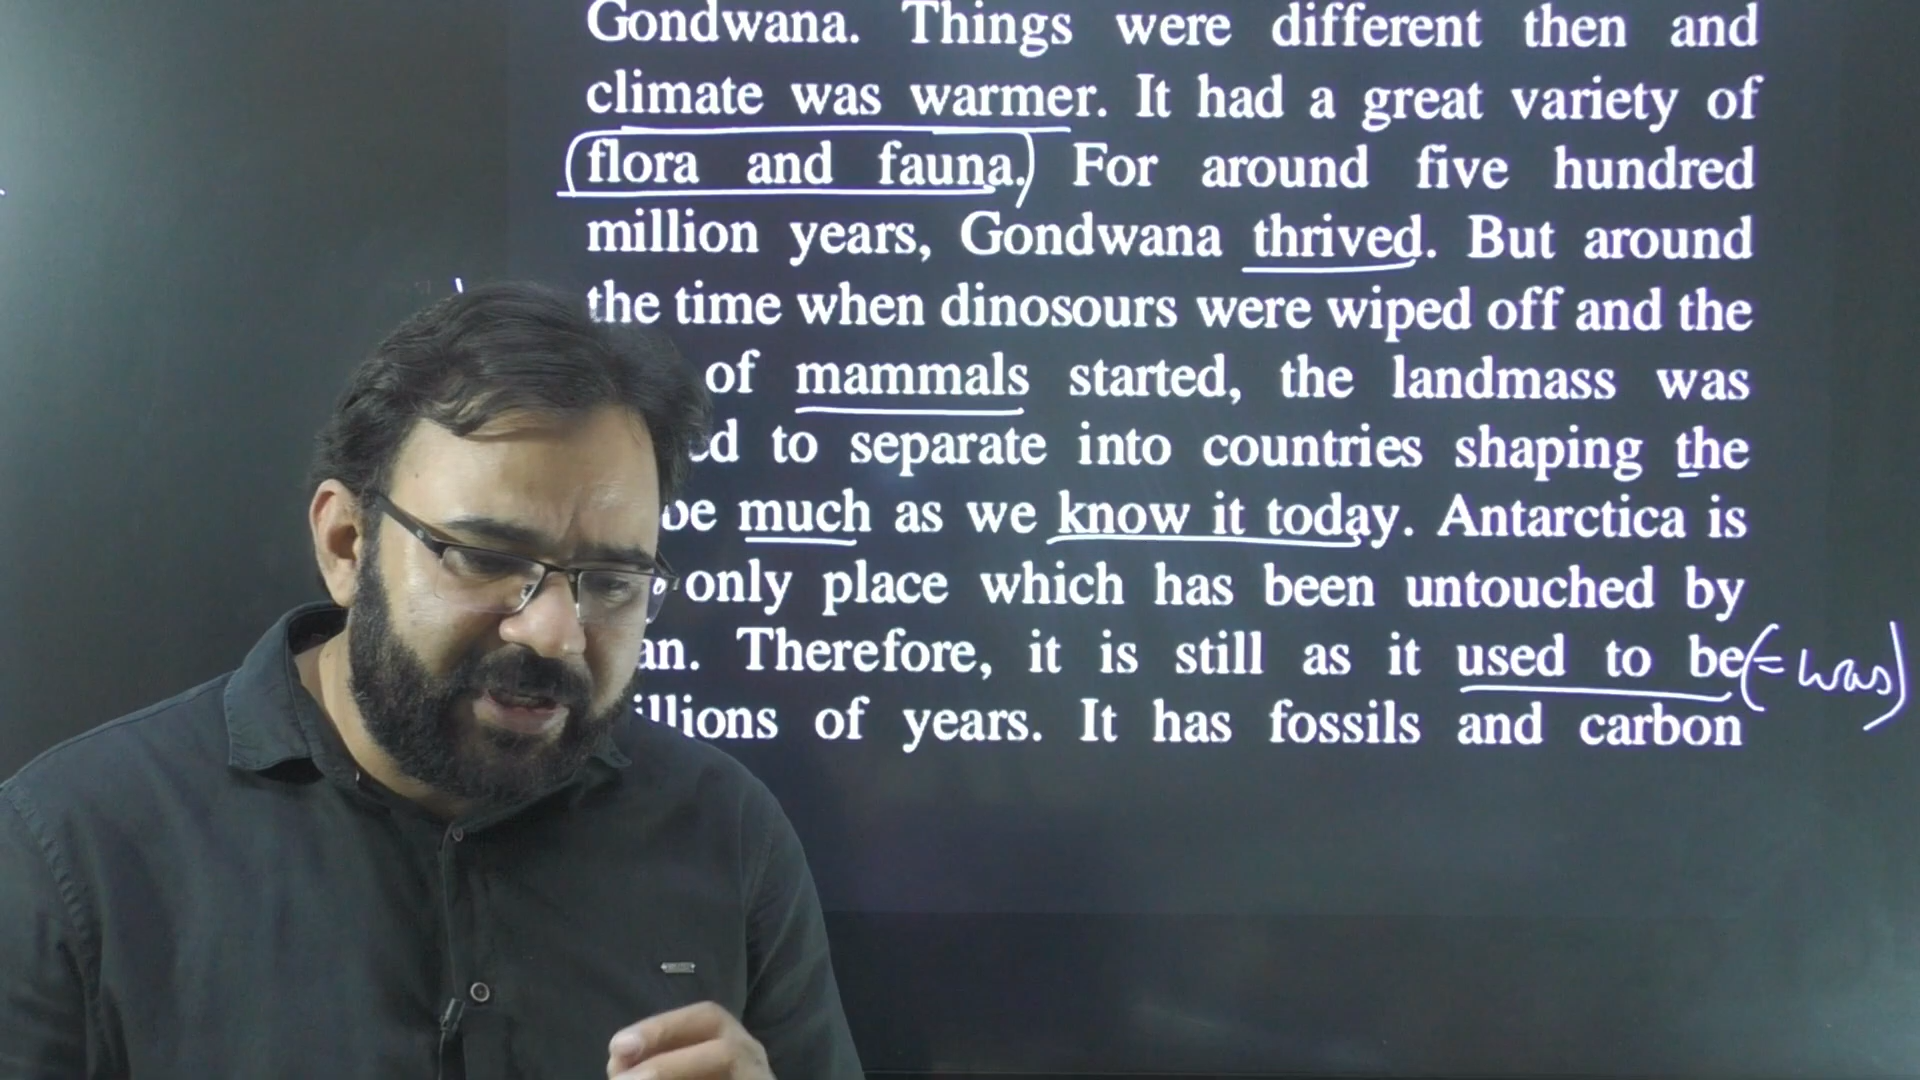 Gondwana. Things were different then and
climate was warmer. It had a great variety of
flora and fauna. For around five hundred
million years, Gondwana thrived. But around
the time when dinosours were wiped off and the
of mammals started, the landmass was
to separate into countries shaping the
be much as we know it today. Antarctica is
only place which has been untouched by
Therefore, it is still as it used to be (= was)
of years. It has fossils and carbon